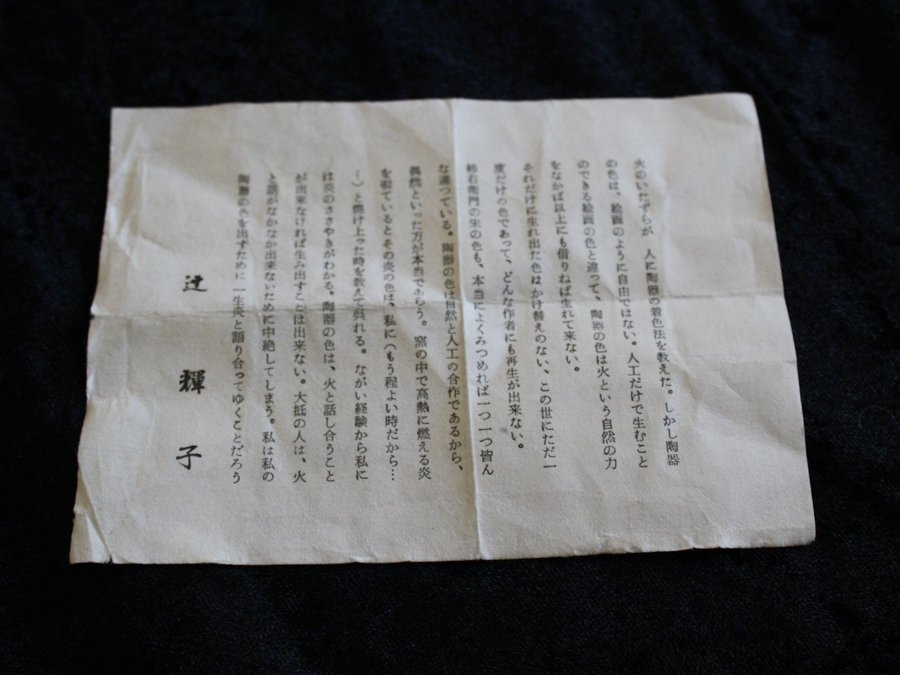 火のいたずらが　人に陶器の着色法を教えた。しかし陶器
の色は、絵画のように自由ではない。人工だけで生むこと
のできる絵画の色と違って、陶器の色は火という自然の力
をなかば以上にも借りねば生れて来ない。
それだけに生れ出た色はかけ替えのない、この世にただ一
度だけの色であって、どんな作者にも再生が出来ない。
柿右衛門の朱の色も、本当によくみつめれば一つ一つ皆ん
な違っている。陶器の色は自然と人工の合作であるから、
偶然といった方が本当であろう。窯の中で高熱に燃える炎
を覗ているとその炎の色は、私に（もう程よい時だから…
…）と焼け上った時を教えて呉れる。ながい経験から私に
は炎のささやきがわかる。陶器の色は、火と話し合うこと
が出来なければ生み出すことは出来ない。大抵の人は、火
と話がなかなか出来ないために中絶してしまう。私は私の
陶器の色を出すために一生炎と語り合ってゆくことだろう
辻輝子